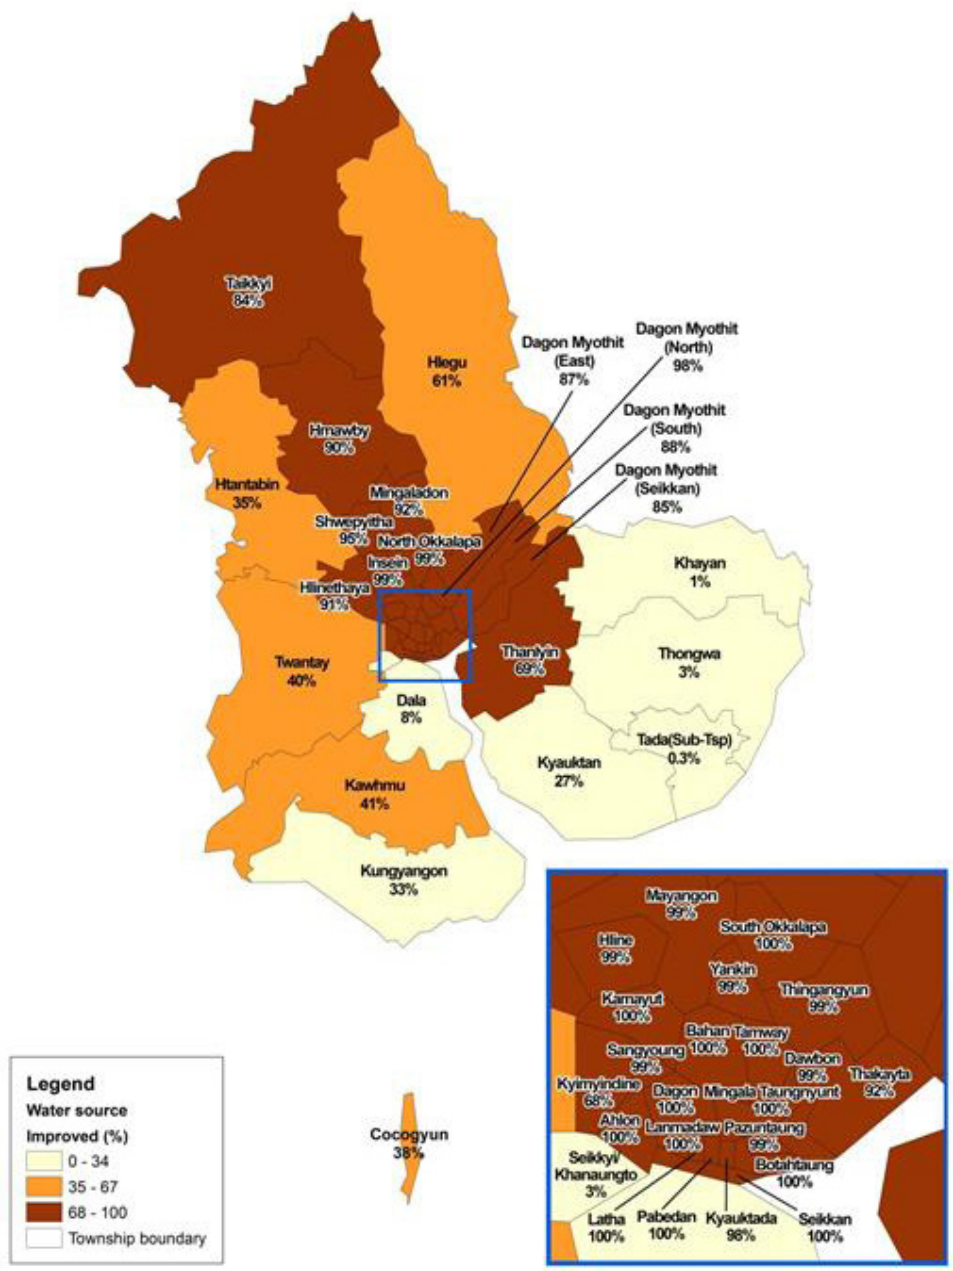 Taikkyi
84%
Hlegu
61%
Dagon Myothit
(East)
87%
Dagon Myothit
(North)
98%
Dagon Myothit
(South)
88%
Dagon Myothit
(Seikkan)
85%
Hmawby
90%
Htantabin
35%
Mingaladon
92%
Shwepyitha
95%
North Okkalapa
99%
Insein
99%
Hlinethaya
91%
Khayan
1%
Thongwa
3%
Thanlyin
69%
Twantay
40%
Dala
8%
Tada(Sub-Tsp)
0.3%
Kyauktan
27%
Kawhmu
41%
Kungyangon
33%
Mayangon
99%
South Okkalapa
100%
Hline
99%
Yankin
99%
Thingangyun
99%
Kamayut
100%
Bahan
100%
Tamway
100%
Sangyoung
99%
Dawbon
99%
Thakayta
92%
Kyimyindine
68%
Dagon
100%
Mingala Taungnyunt
100%
Ahlon
100%
Lanmadaw
100%
Pazuntaung
99%
Seikkyi/
Khanaungto
3%
Botahtaung
100%
Latha
100%
Pabedan
100%
Kyauktada
98%
Seikkan
100%
Cocogyun
38%
Legend
Water source
Improved (%)
0 - 34
35 - 67
68 - 100
Township boundary